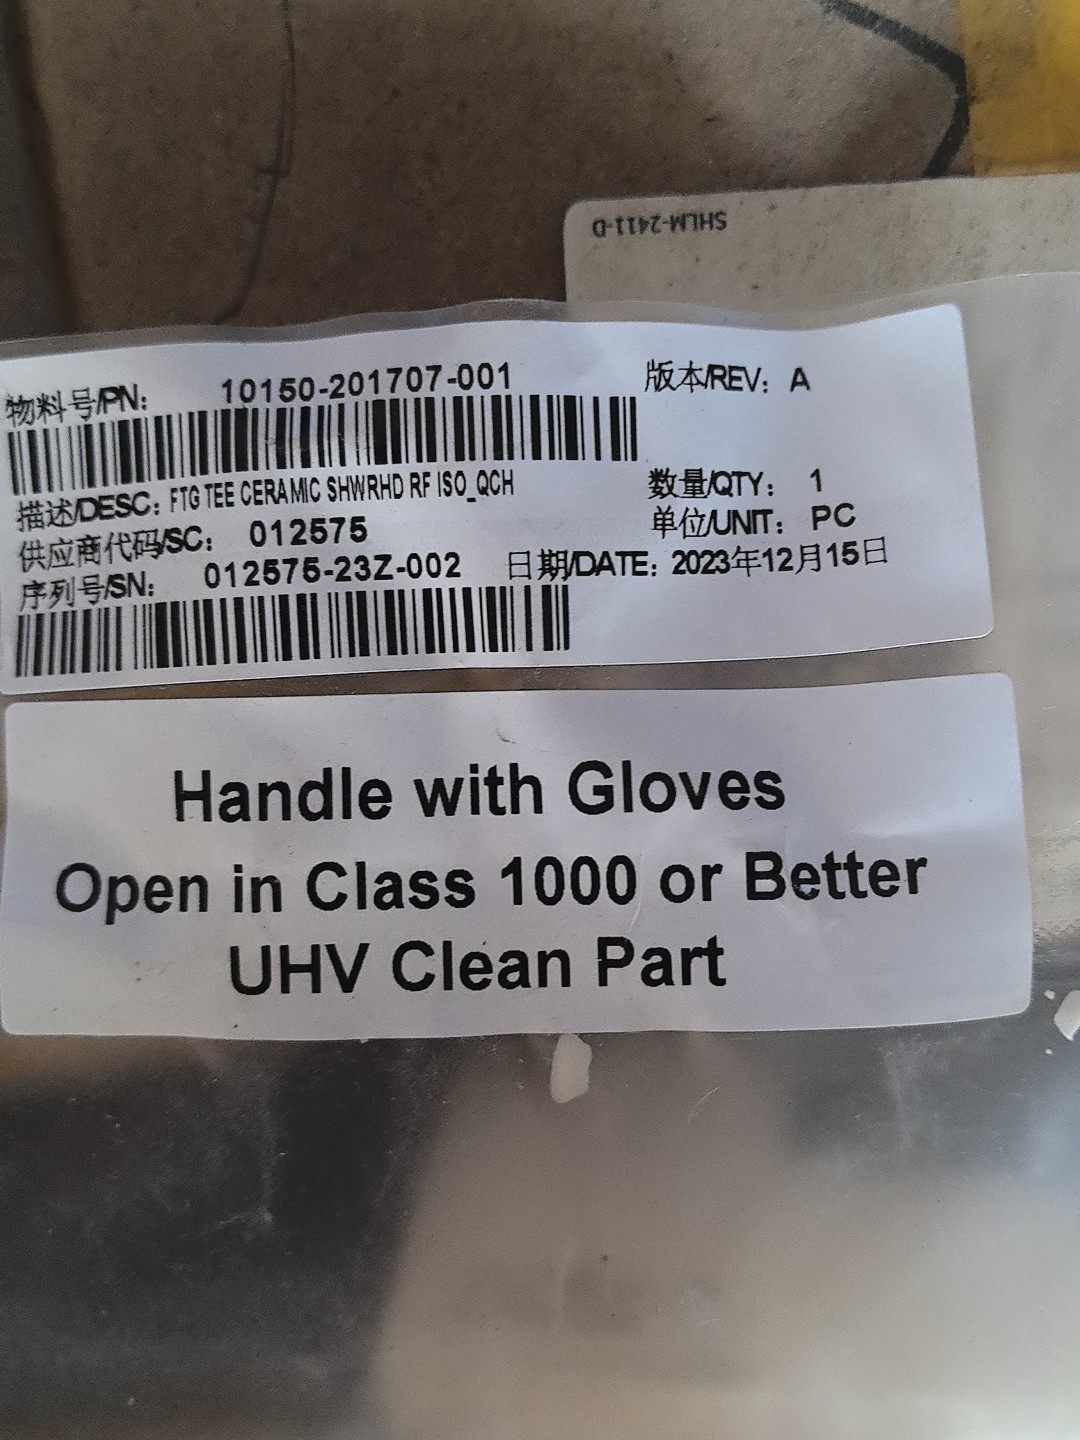 SHLM-2411-D
物料号/PN: 10150-201707-001 版本/REV: A
描述/DESC: FTG TEE CERAMIC SHWRHD RF ISO_QCH 数量/QTY: 1
供应商代码/SC: 012575 单位/UNIT: PC
序列号/SN: 012575-23Z-002 日期/DATE: 2023年12月15日
Handle with Gloves
Open in Class 1000 or Better
UHV Clean Part